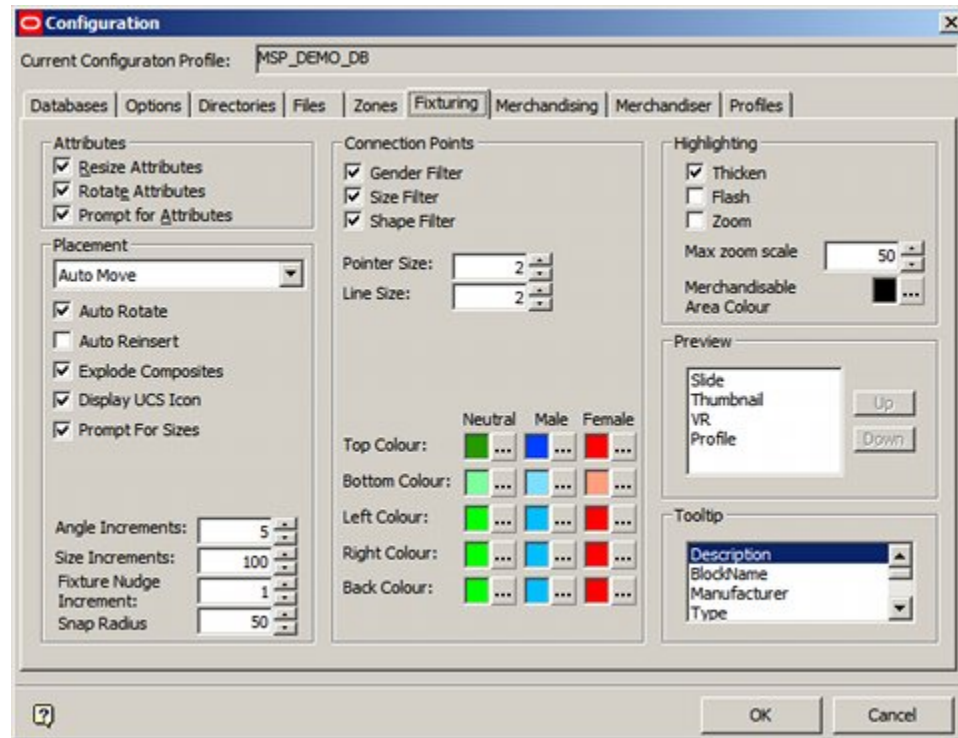 Configuration
Current Configuraton Profile: MSP_DEMO_DB
Databases Options Directories Files Zones Fixturing Merchandising Merchandiser Profiles
Attributes
Resize Attributes
Rotate Attributes
Prompt for Attributes
Placement
Auto Move
Auto Rotate
Auto Reinsert
Explode Composites
Display UCS Icon
Prompt For Sizes
Angle Increments: 5
Size Increments: 100
Fixture Nudge
Increment: 1
Snap Radius 50
Connection Points
Gender Filter
Size Filter
Shape Filter
Pointer Size: 2
Line Size: 2
Neutral Male Female
Top Colour: ... ... ...
Bottom Colour: ... ... ...
Left Colour: ... ... ...
Right Colour: ... ... ...
Back Colour: ... ... ...
Highlighting
Thicken
Flash
Zoom
Max zoom scale 50
Merchandisable
Area Colour ...
Preview
Slide
Thumbnail
VR
Profile
Up
Down
Tooltip
Description
BlockName
Manufacturer
Type
OK Cancel